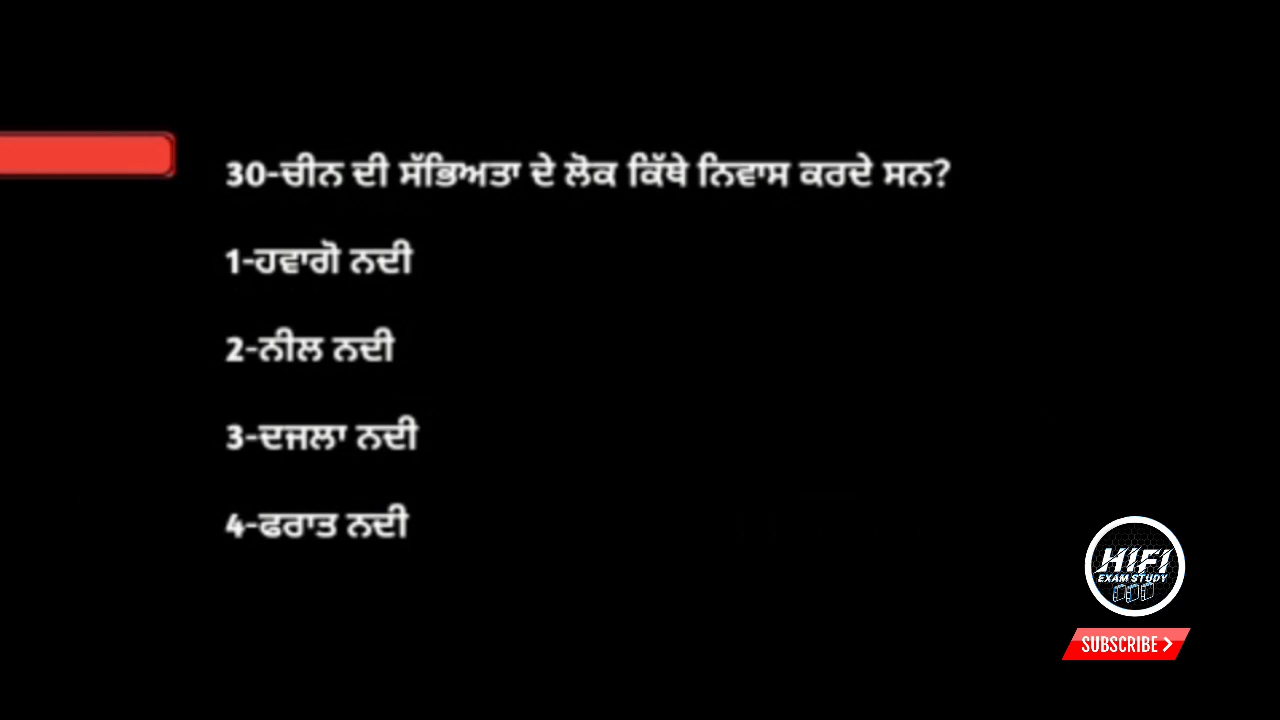 30-ਚੀਨ ਦੀ ਸੱਭਿਅਤਾ ਦੇ ਲੋਕ ਕਿੱਥੇ ਨਿਵਾਸ ਕਰਦੇ ਸਨ?
1-ਹਵਾਗੋ ਨਦੀ
2-ਨੀਲ ਨਦੀ
3-ਦਜਲਾ ਨਦੀ
4-ਫਰਾਤ ਨਦੀ
HIFI
EXAM STUDY
SUBSCRIBE